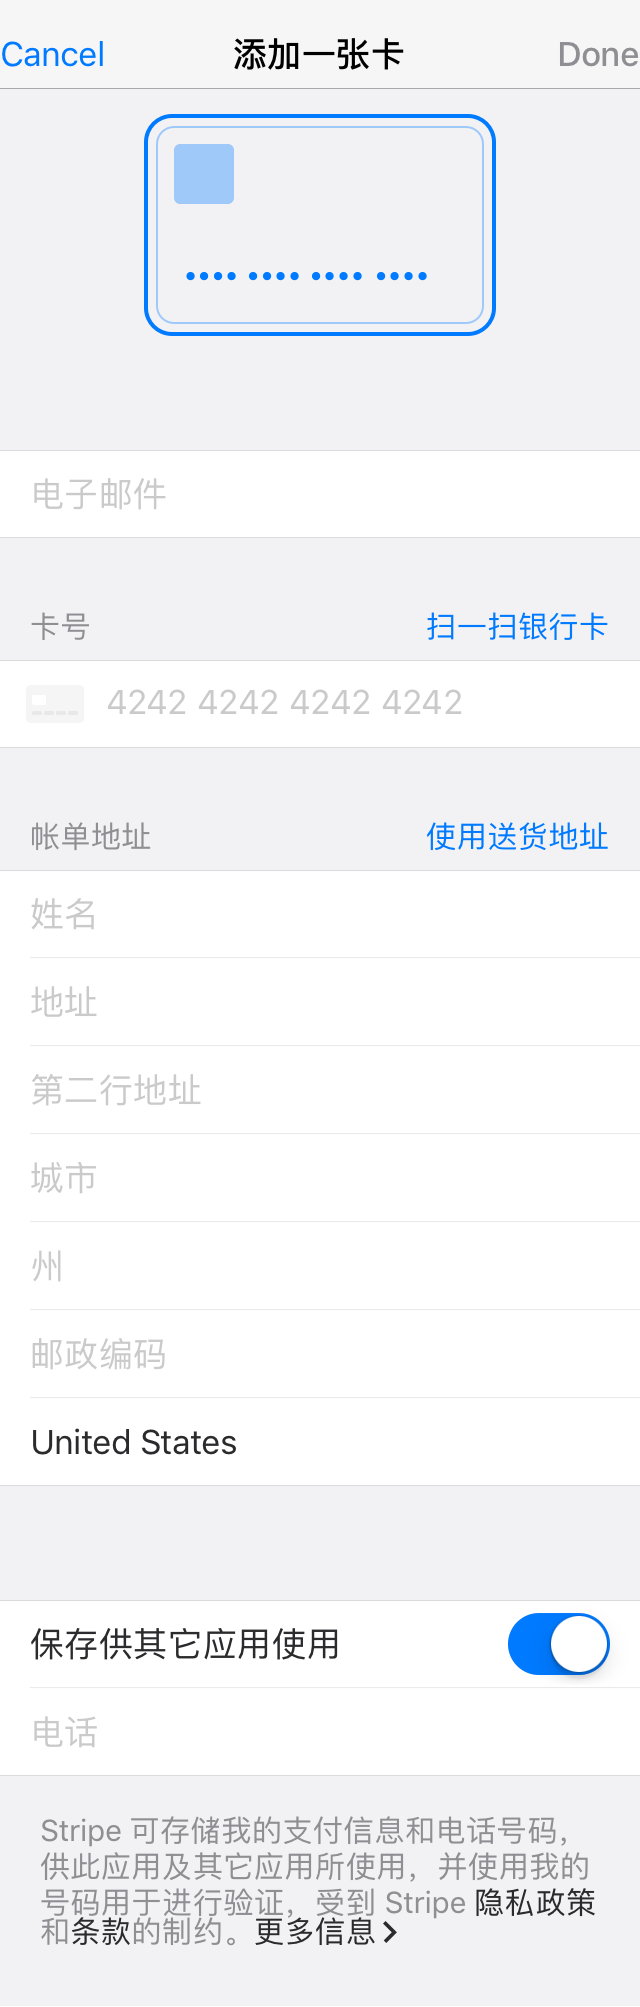 Cancel 添加一张卡 Done
电子邮件
卡号 扫一扫银行卡
4242 4242 4242 4242
帐单地址 使用送货地址
姓名
地址
第二行地址
城市
州
邮政编码
United States
保存供其它应用使用
电话
Stripe 可存储我的支付信息和电话号码，
供此应用及其它应用所使用，并使用我的
号码用于进行验证，受到 Stripe 隐私政策
和条款的制约。更多信息